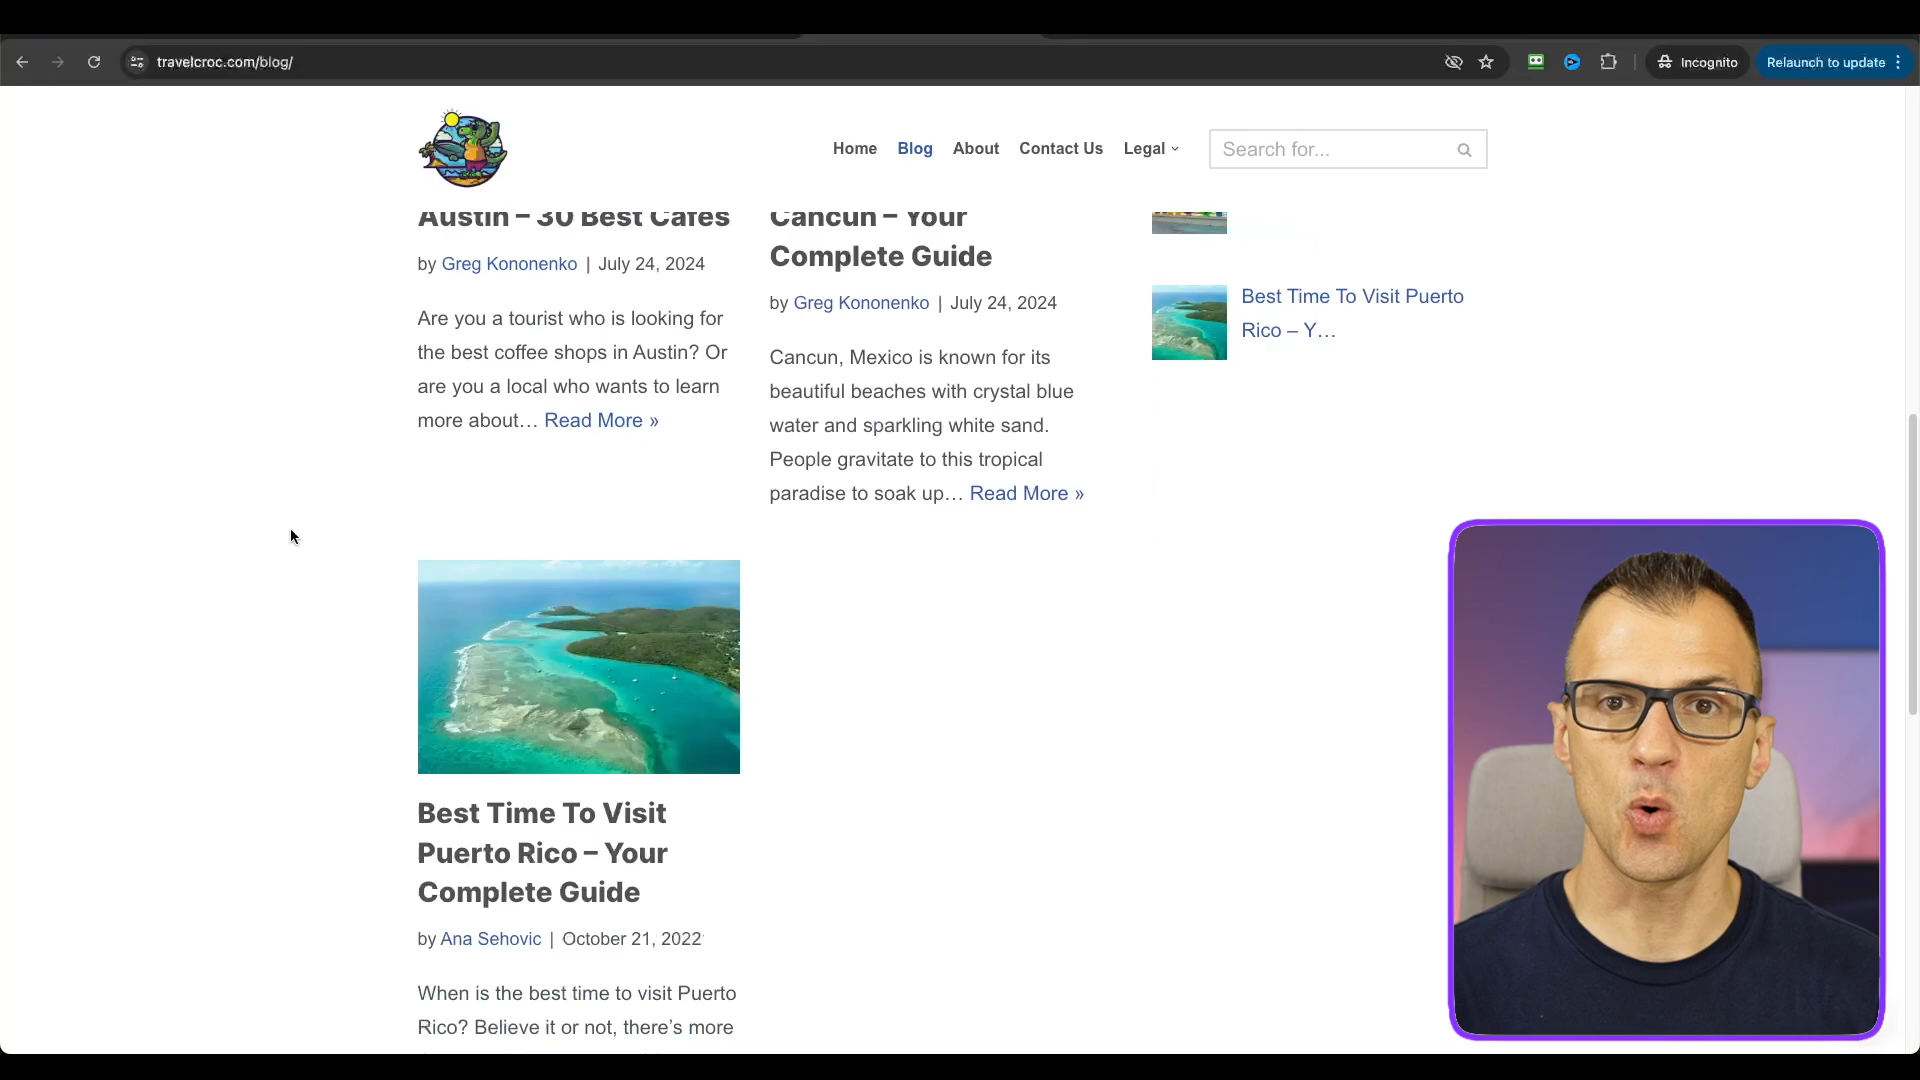 travelcroc.com/blog/
Incognito
Relaunch to update
Home
Blog
About
Contact Us
Legal
Search for...
Austin – 30 Best Cafes
by Greg Kononenko | July 24, 2024
Are you a tourist who is looking for
the best coffee shops in Austin? Or
are you a local who wants to learn
more about… Read More »
Cancun – Your
Complete Guide
by Greg Kononenko | July 24, 2024
Cancun, Mexico is known for its
beautiful beaches with crystal blue
water and sparkling white sand.
People gravitate to this tropical
paradise to soak up… Read More »
Best Time To Visit Puerto
Rico – Y…
Best Time To Visit
Puerto Rico – Your
Complete Guide
by Ana Sehovic | October 21, 2022
When is the best time to visit Puerto
Rico? Believe it or not, there's more